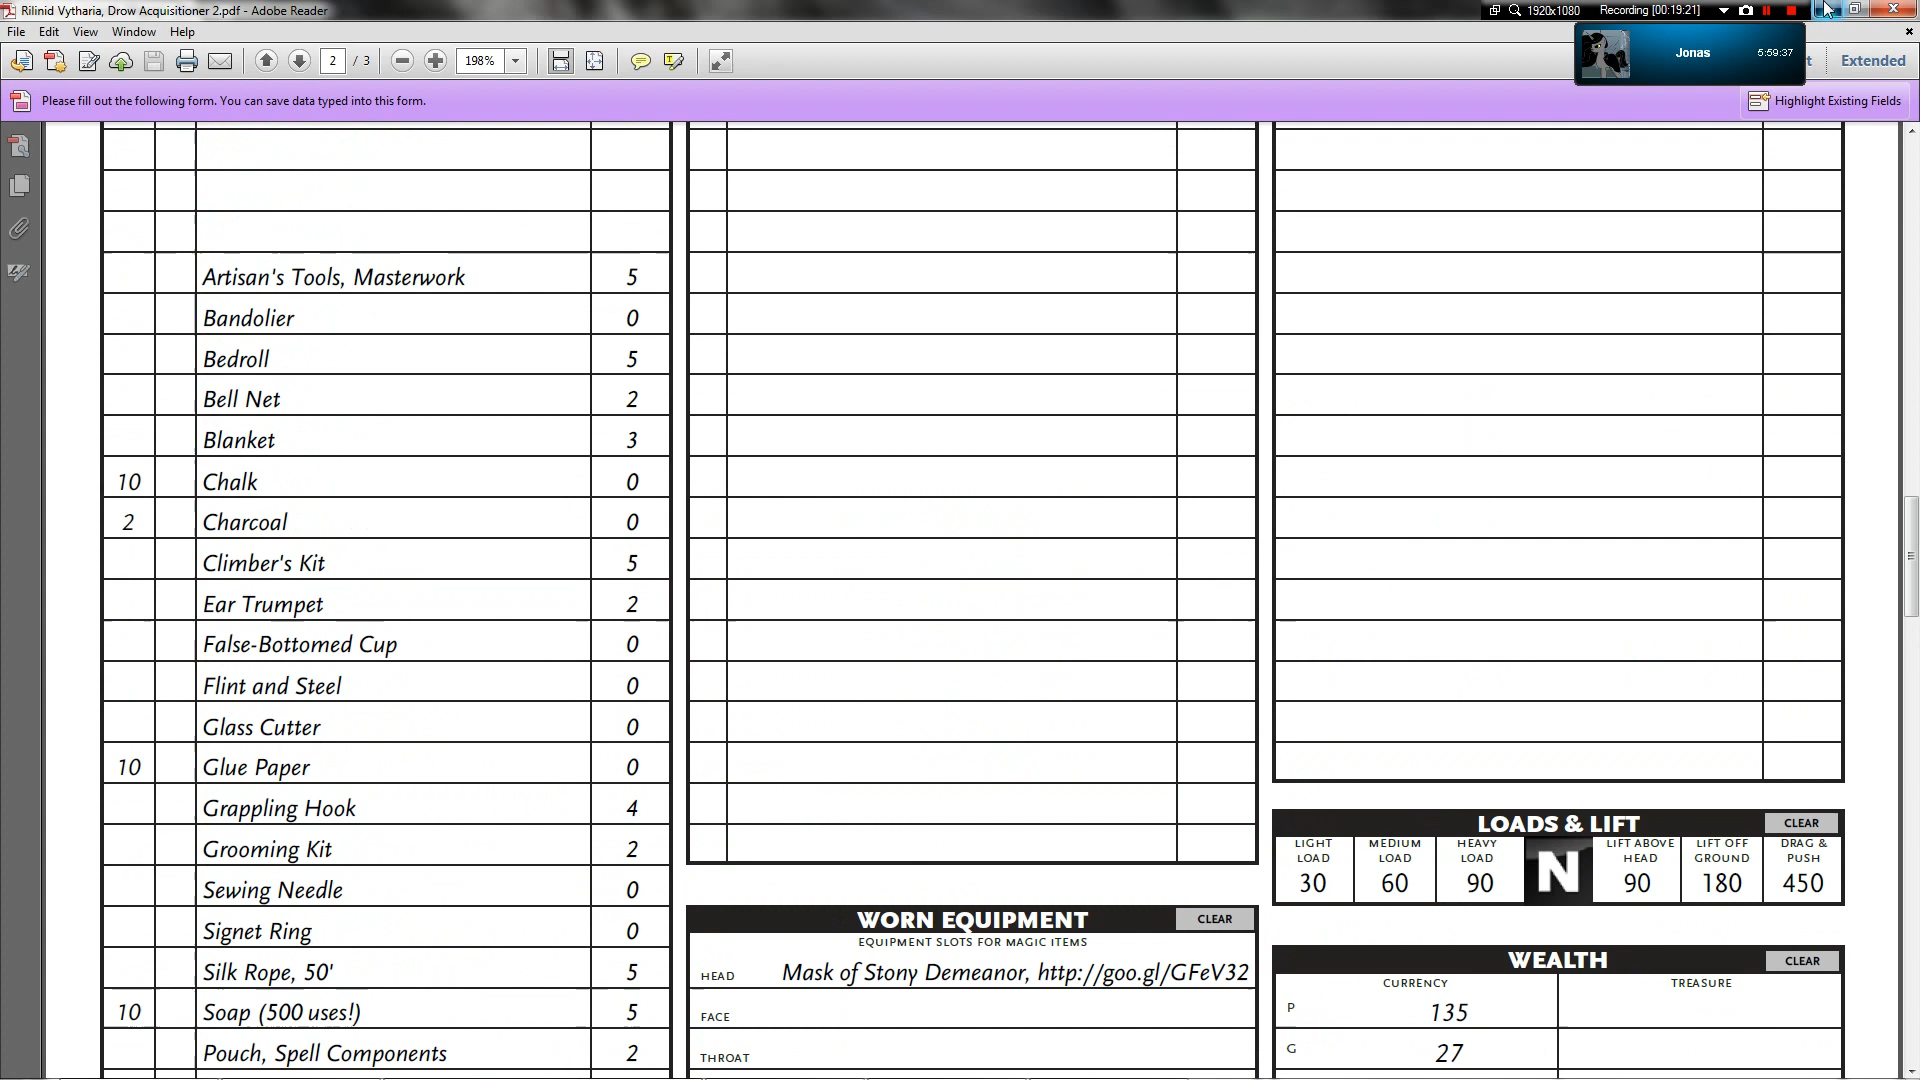 Rilinid Vytharia, Drow Acquisitioner 2.pdf - Adobe Reader
1920x1080
Recording [00:19:21]
File Edit View Window Help
Jonas
5:59:37
2 / 3
198%
t
Extended
Please fill out the following form. You can save data typed into this form.
Highlight Existing Fields
Artisan's Tools, Masterwork 5
Bandolier 0
Bedroll 5
Bell Net 2
Blanket 3
10 Chalk 0
2 Charcoal 0
Climber's Kit 5
Ear Trumpet 2
False-Bottomed Cup 0
Flint and Steel 0
Glass Cutter 0
10 Glue Paper 0
Grappling Hook 4
Grooming Kit 2
Sewing Needle 0
Signet Ring 0
Silk Rope, 50' 5
10 Soap (500 uses!) 5
Pouch, Spell Components 2
WORN EQUIPMENT
CLEAR
EQUIPMENT SLOTS FOR MAGIC ITEMS
HEAD Mask of Stony Demeanor, http://goo.gl/GFeV32
FACE
THROAT
LOADS & LIFT
CLEAR
LIGHT LOAD 30
MEDIUM LOAD 60
HEAVY LOAD 90
N
LIFT ABOVE HEAD 90
LIFT OFF GROUND 180
DRAG & PUSH 450
WEALTH
CLEAR
CURRENCY TREASURE
P 135
G 27